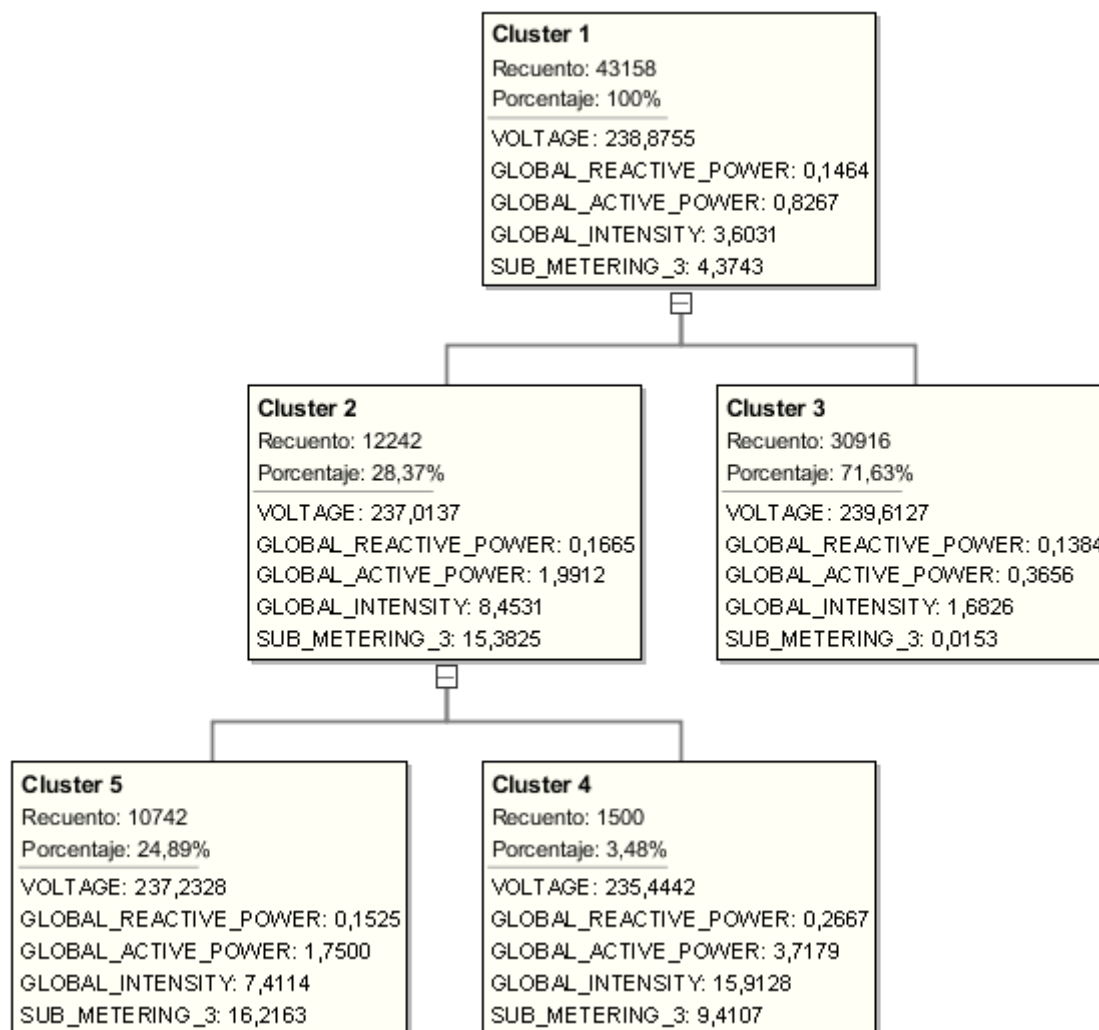 Cluster 1
Recuento: 43158
Porcentaje: 100%
VOLTAGE: 238,8755
GLOBAL_REACTIVE_POWER: 0,1464
GLOBAL_ACTIVE_POWER: 0,8267
GLOBAL_INTENSITY: 3,6031
SUB_METERING_3: 4,3743
Cluster 2
Recuento: 12242
Porcentaje: 28,37%
VOLTAGE: 237,0137
GLOBAL_REACTIVE_POWER: 0,1665
GLOBAL_ACTIVE_POWER: 1,9912
GLOBAL_INTENSITY: 8,4531
SUB_METERING_3: 15,3825
Cluster 3
Recuento: 30916
Porcentaje: 71,63%
VOLTAGE: 239,6127
GLOBAL_REACTIVE_POWER: 0,1384
GLOBAL_ACTIVE_POWER: 0,3656
GLOBAL_INTENSITY: 1,6826
SUB_METERING_3: 0,0153
Cluster 5
Recuento: 10742
Porcentaje: 24,89%
VOLTAGE: 237,2328
GLOBAL_REACTIVE_POWER: 0,1525
GLOBAL_ACTIVE_POWER: 1,7500
GLOBAL_INTENSITY: 7,4114
SUB_METERING_3: 16,2163
Cluster 4
Recuento: 1500
Porcentaje: 3,48%
VOLTAGE: 235,4442
GLOBAL_REACTIVE_POWER: 0,2667
GLOBAL_ACTIVE_POWER: 3,7179
GLOBAL_INTENSITY: 15,9128
SUB_METERING_3: 9,4107